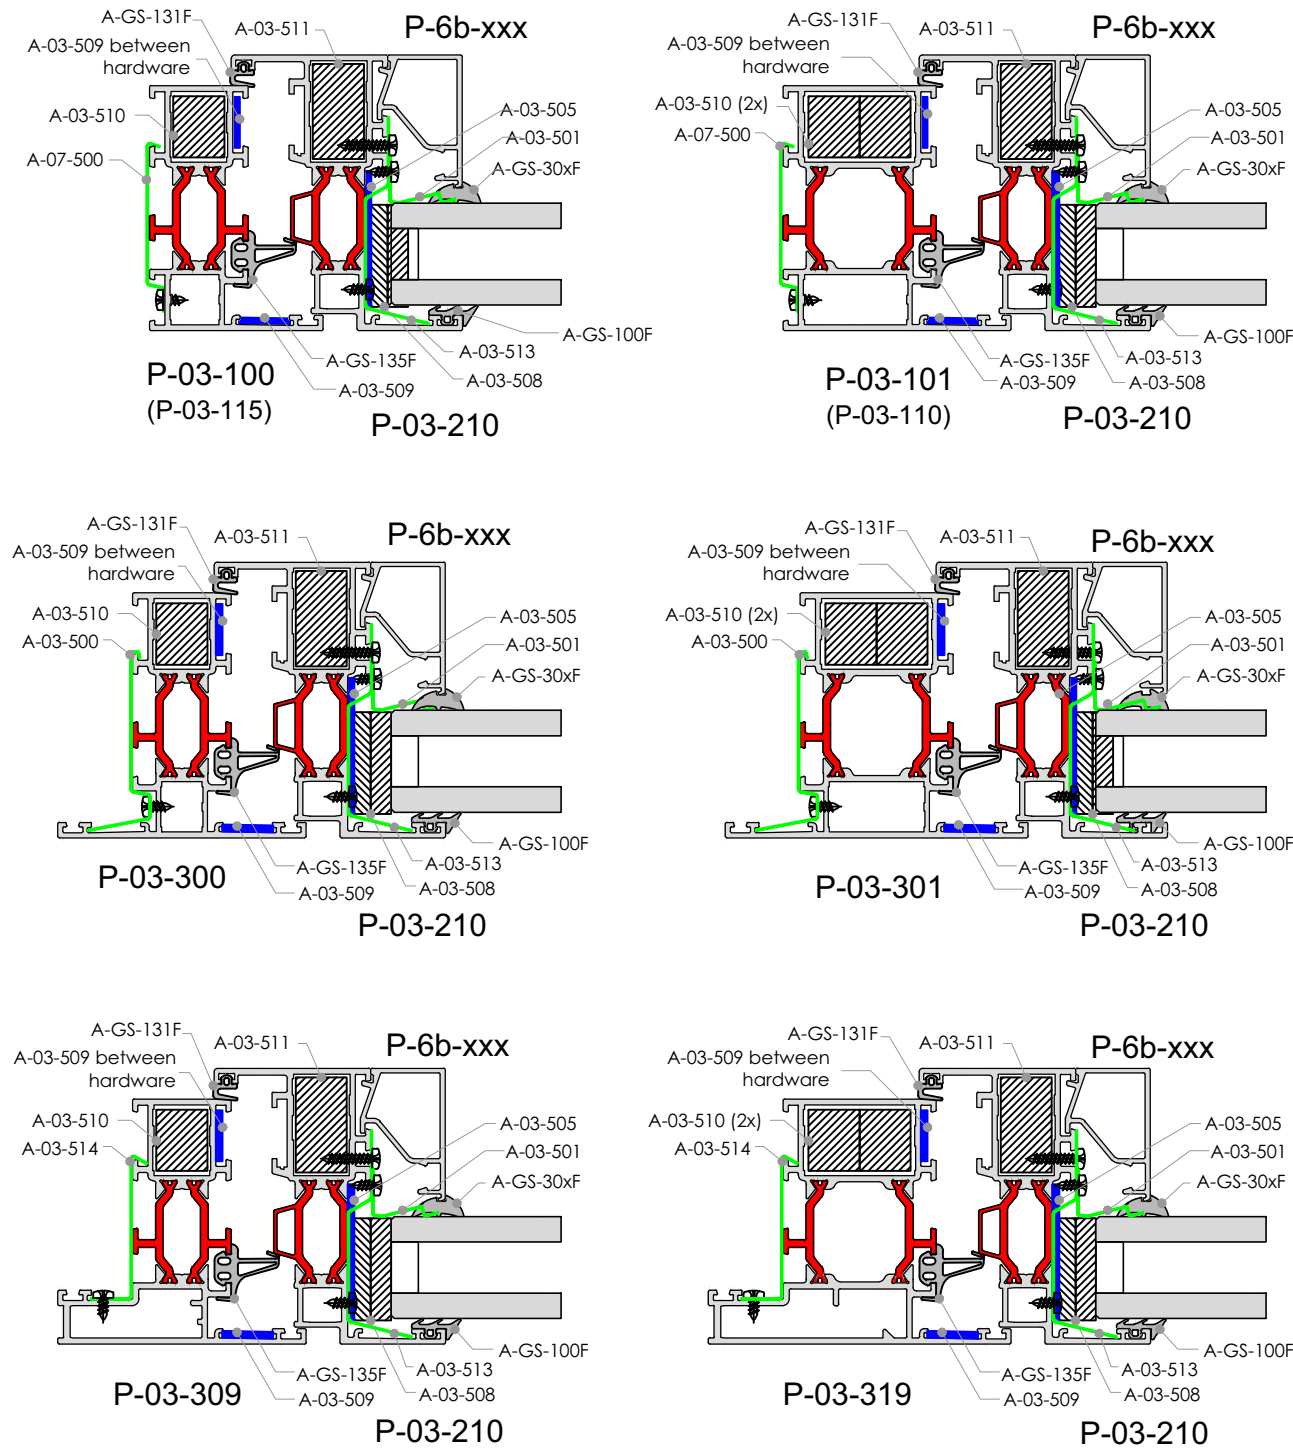 A-GS-131F
A-03-511
P-6b-xxx
A-03-509 between
hardware
A-03-510
A-07-500
A-03-505
A-03-501
A-GS-30xF
A-GS-100F
A-GS-135F
A-03-513
A-03-509
A-03-508
P-03-100
(P-03-115)
P-03-210
A-GS-131F
A-03-511
P-6b-xxx
A-03-509 between
hardware
A-03-510 (2x)
A-07-500
A-03-505
A-03-501
A-GS-30xF
A-GS-100F
A-GS-135F
A-03-513
A-03-509
A-03-508
P-03-101
(P-03-110)
P-03-210
A-GS-131F
A-03-511
P-6b-xxx
A-03-509 between
hardware
A-03-510
A-03-500
A-03-505
A-03-501
A-GS-30xF
A-GS-100F
A-GS-135F
A-03-513
A-03-509
A-03-508
P-03-300
P-03-210
A-GS-131F
A-03-511
P-6b-xxx
A-03-509 between
hardware
A-03-510 (2x)
A-03-500
A-03-505
A-03-501
A-GS-30xF
A-GS-100F
A-GS-135F
A-03-513
A-03-509
A-03-508
P-03-301
P-03-210
A-GS-131F
A-03-511
P-6b-xxx
A-03-509 between
hardware
A-03-510
A-03-514
A-03-505
A-03-501
A-GS-30xF
A-GS-100F
A-GS-135F
A-03-513
A-03-509
A-03-508
P-03-309
P-03-210
A-GS-131F
A-03-511
P-6b-xxx
A-03-509 between
hardware
A-03-510 (2x)
A-03-514
A-03-505
A-03-501
A-GS-30xF
A-GS-100F
A-GS-135F
A-03-513
A-03-509
A-03-508
P-03-319
P-03-210